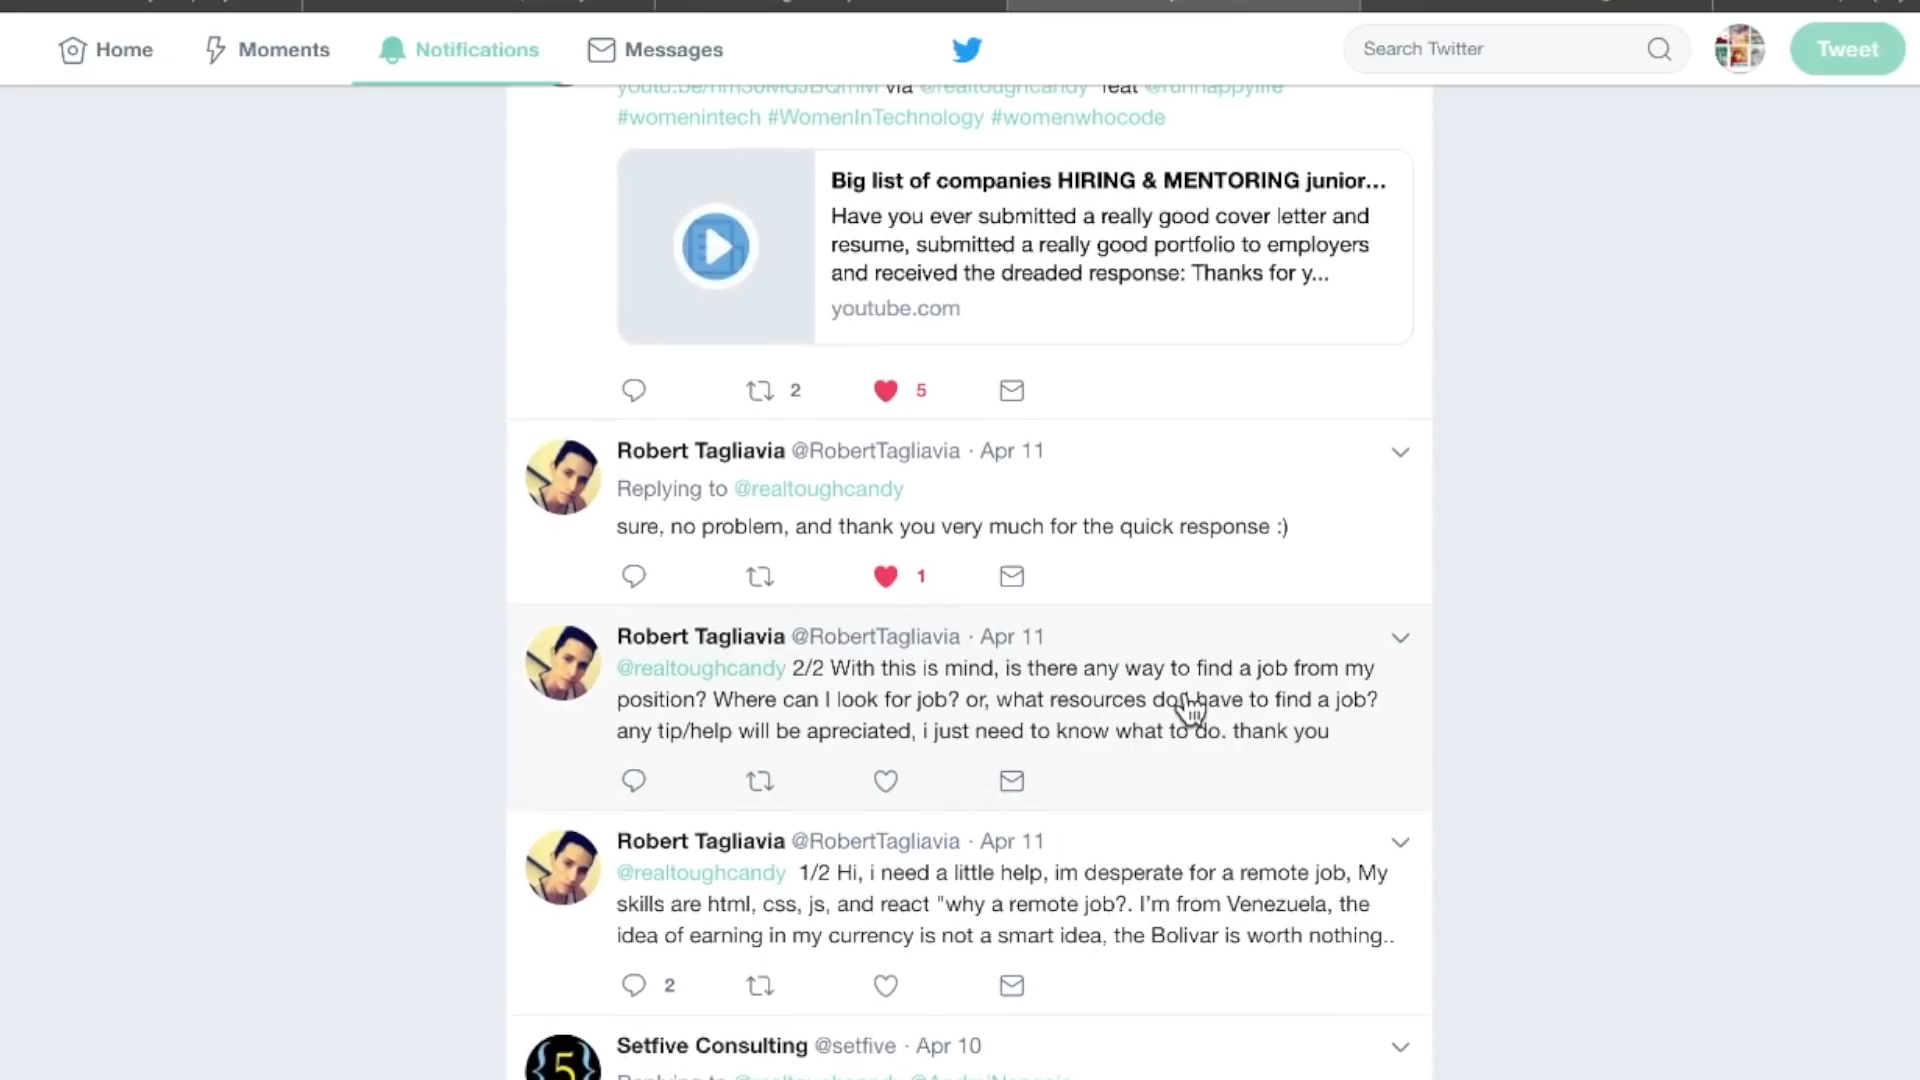 Home Moments Notifications Messages Search Twitter Tweet
via @realtoughcandy feat @runhappylife
#womenintech #WomenInTechnology #womenwhocode
Big list of companies HIRING & MENTORING junior...
Have you ever submitted a really good cover letter and
resume, submitted a really good portfolio to employers
and received the dreaded response: Thanks for y...
youtube.com
2 5
Robert Tagliavia @RobertTagliavia · Apr 11
Replying to @realtoughcandy
sure, no problem, and thank you very much for the quick response :)
1
Robert Tagliavia @RobertTagliavia · Apr 11
@realtoughcandy 2/2 With this is mind, is there any way to find a job from my
position? Where can I look for job? or, what resources do I have to find a job?
any tip/help will be apreciated, i just need to know what to do. thank you
Robert Tagliavia @RobertTagliavia · Apr 11
@realtoughcandy 1/2 Hi, i need a little help, im desperate for a remote job, My
skills are html, css, js, and react "why a remote job?. I'm from Venezuela, the
idea of earning in my currency is not a smart idea, the Bolivar is worth nothing..
2
{5}
Setfive Consulting @setfive · Apr 10
Replying to @realtoughcandy